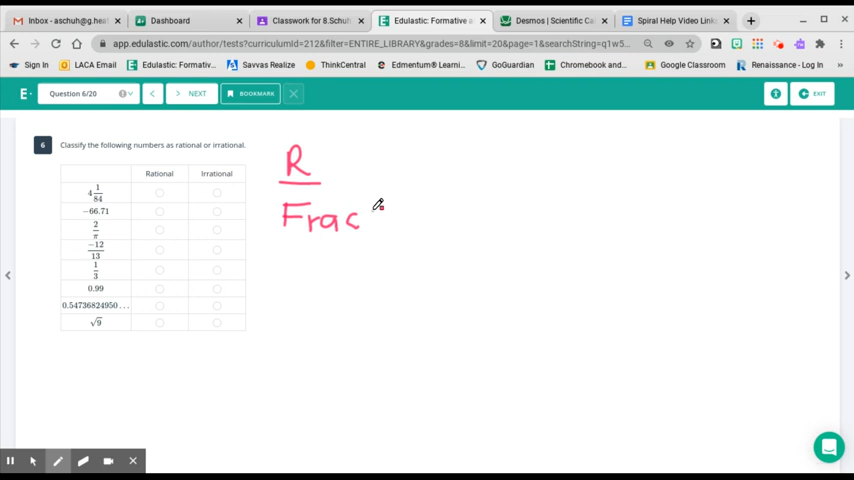 Inbox - aschuh@g.hea
Dashboard
Classwork for 8.Schuh
Edulastic: Formative a
Desmos | Scientific Cal
Spiral Help Video Link
app.edulastic.com/author/tests?curriculumId=212&filter=ENTIRE_LIBRARY&grades=8&limit=20&page=1&searchString=q1w5...
Sign In
LACA Email
Edulastic: Formativ...
Savvas Realize
ThinkCentral
Edmentum® Learni...
GoGuardian
Chromebook and...
Google Classroom
Renaissance - Log In
E
Question 6/20
NEXT
BOOKMARK
EXIT
6 Classify the following numbers as rational or irrational.
Rational Irrational
4 1/84
−66.71
2/π
−12/13
1/3
0.99
0.54736824950 . . .
√9
R
Frac